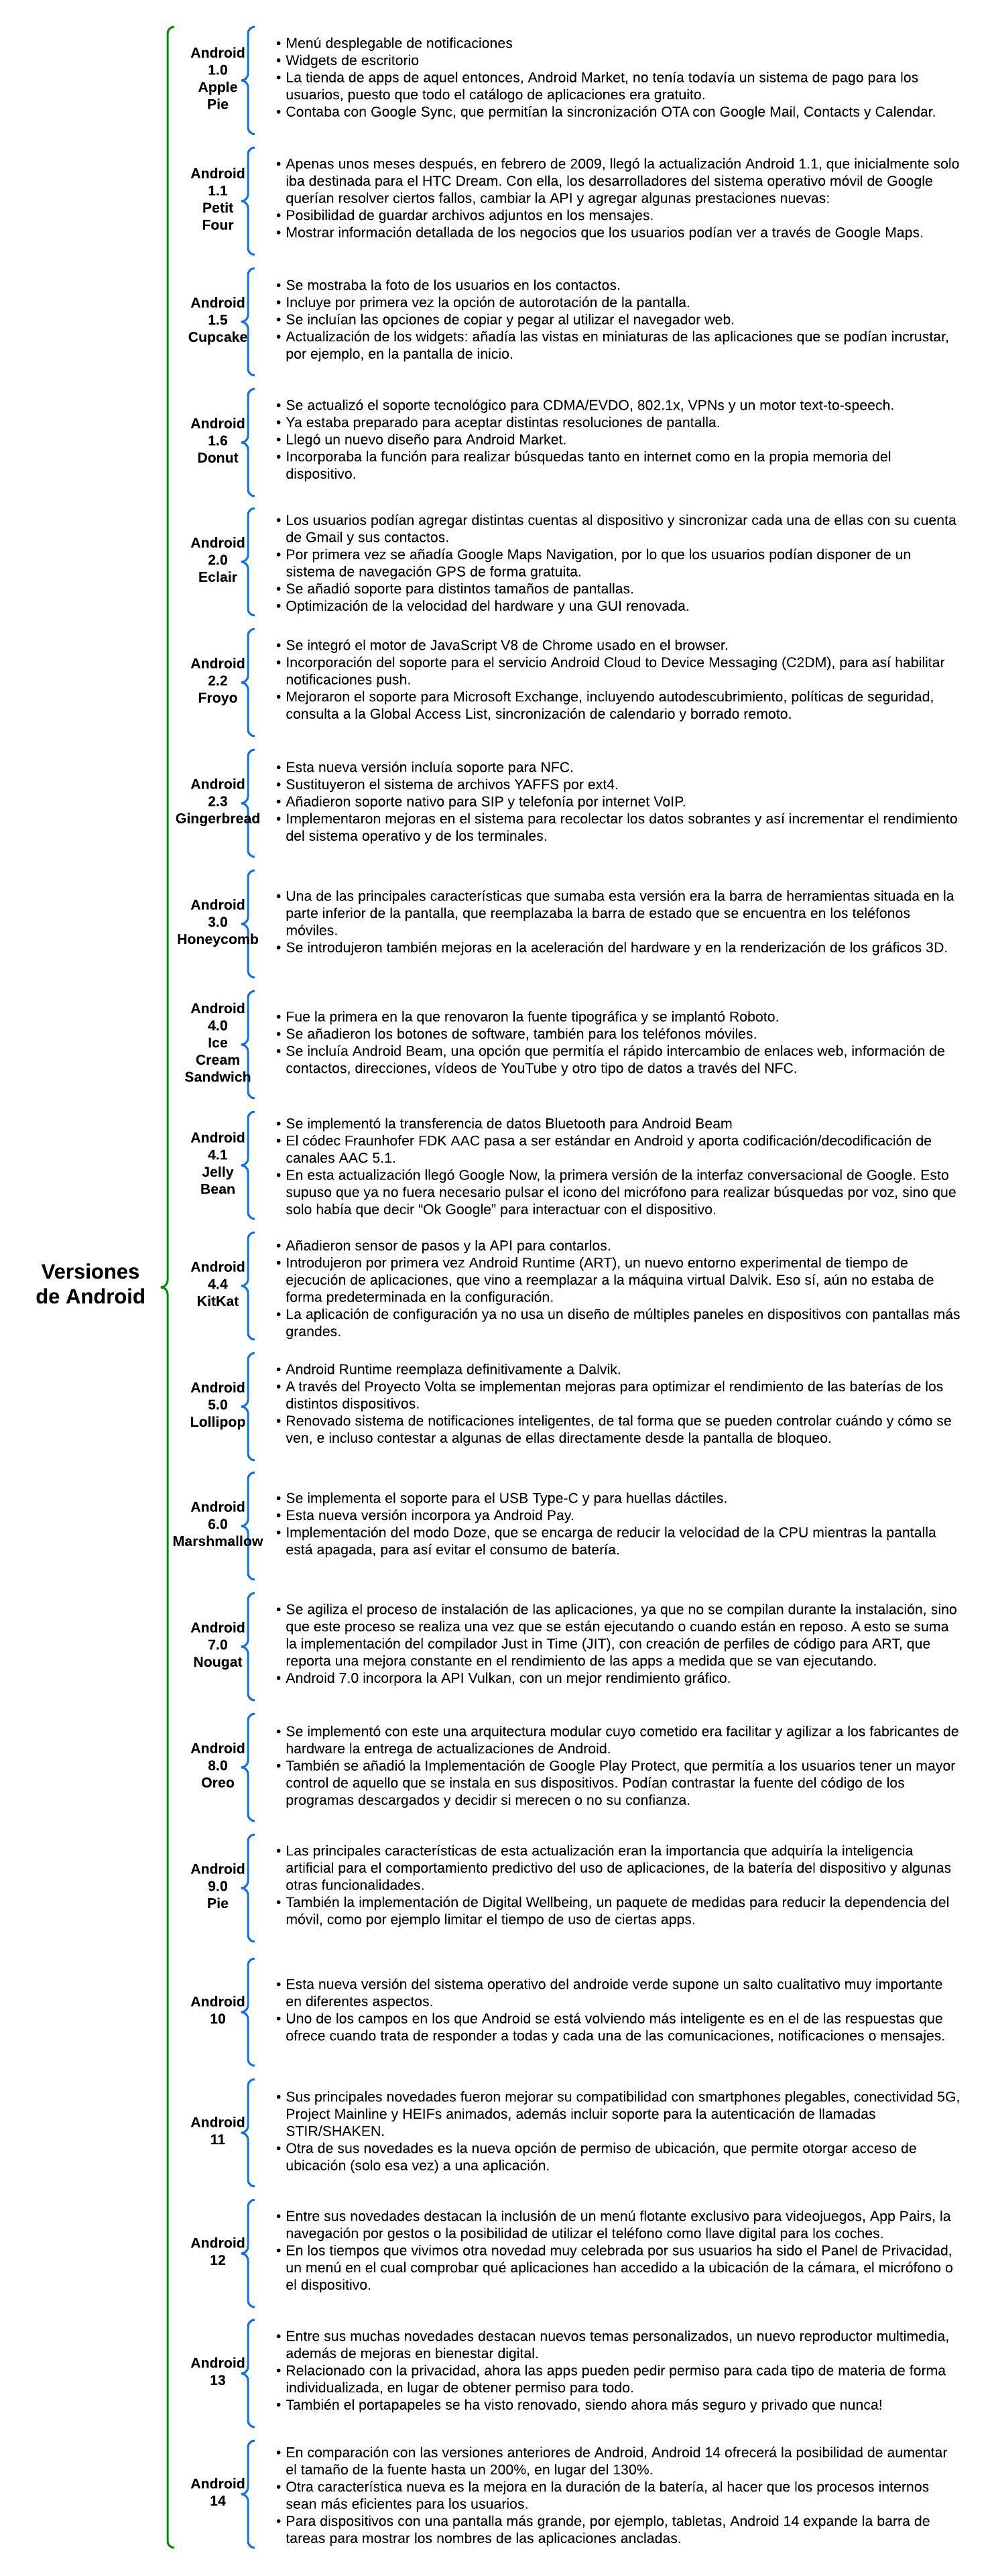 Versiones
de Android
Android
1.0
Apple
Pie
• Menú desplegable de notificaciones
• Widgets de escritorio
• La tienda de apps de aquel entonces, Android Market, no tenía todavía un sistema de pago para los
usuarios, puesto que todo el catálogo de aplicaciones era gratuito.
• Contaba con Google Sync, que permitían la sincronización OTA con Google Mail, Contacts y Calendar.
Android
1.1
Petit
Four
• Apenas unos meses después, en febrero de 2009, llegó la actualización Android 1.1, que inicialmente solo
iba destinada para el HTC Dream. Con ella, los desarrolladores del sistema operativo móvil de Google
querían resolver ciertos fallos, cambiar la API y agregar algunas prestaciones nuevas:
• Posibilidad de guardar archivos adjuntos en los mensajes.
• Mostrar información detallada de los negocios que los usuarios podían ver a través de Google Maps.
Android
1.5
Cupcake
• Se mostraba la foto de los usuarios en los contactos.
• Incluye por primera vez la opción de autorotación de la pantalla.
• Se incluían las opciones de copiar y pegar al utilizar el navegador web.
• Actualización de los widgets: añadía las vistas en miniaturas de las aplicaciones que se podían incrustar,
por ejemplo, en la pantalla de inicio.
Android
1.6
Donut
• Se actualizó el soporte tecnológico para CDMA/EVDO, 802.1x, VPNs y un motor text-to-speech.
• Ya estaba preparado para aceptar distintas resoluciones de pantalla.
• Llegó un nuevo diseño para Android Market.
• Incorporaba la función para realizar búsquedas tanto en internet como en la propia memoria del
dispositivo.
Android
2.0
Eclair
• Los usuarios podían agregar distintas cuentas al dispositivo y sincronizar cada una de ellas con su cuenta
de Gmail y sus contactos.
• Por primera vez se añadía Google Maps Navigation, por lo que los usuarios podían disponer de un
sistema de navegación GPS de forma gratuita.
• Se añadió soporte para distintos tamaños de pantallas.
• Optimización de la velocidad del hardware y una GUI renovada.
Android
2.2
Froyo
• Se integró el motor de JavaScript V8 de Chrome usado en el browser.
• Incorporación del soporte para el servicio Android Cloud to Device Messaging (C2DM), para así habilitar
notificaciones push.
• Mejoraron el soporte para Microsoft Exchange, incluyendo autodescubrimiento, políticas de seguridad,
consulta a la Global Access List, sincronización de calendario y borrado remoto.
Android
2.3
Gingerbread
• Esta nueva versión incluía soporte para NFC.
• Sustituyeron el sistema de archivos YAFFS por ext4.
• Añadieron soporte nativo para SIP y telefonía por internet VoIP.
• Implementaron mejoras en el sistema para recolectar los datos sobrantes y así incrementar el rendimiento
del sistema operativo y de los terminales.
Android
3.0
Honeycomb
• Una de las principales características que sumaba esta versión era la barra de herramientas situada en la
parte inferior de la pantalla, que reemplazaba la barra de estado que se encuentra en los teléfonos
móviles.
• Se introdujeron también mejoras en la aceleración del hardware y en la renderización de los gráficos 3D.
Android
4.0
Ice
Cream
Sandwich
• Fue la primera en la que renovaron la fuente tipográfica y se implantó Roboto.
• Se añadieron los botones de software, también para los teléfonos móviles.
• Se incluía Android Beam, una opción que permitía el rápido intercambio de enlaces web, información de
contactos, direcciones, vídeos de YouTube y otro tipo de datos a través del NFC.
Android
4.1
Jelly
Bean
• Se implementó la transferencia de datos Bluetooth para Android Beam
• El códec Fraunhofer FDK AAC pasa a ser estándar en Android y aporta codificación/decodificación de
canales AAC 5.1.
• En esta actualización llegó Google Now, la primera versión de la interfaz conversacional de Google. Esto
supuso que ya no fuera necesario pulsar el icono del micrófono para realizar búsquedas por voz, sino que
solo había que decir “Ok Google” para interactuar con el dispositivo.
Android
4.4
KitKat
• Añadieron sensor de pasos y la API para contarlos.
• Introdujeron por primera vez Android Runtime (ART), un nuevo entorno experimental de tiempo de
ejecución de aplicaciones, que vino a reemplazar a la máquina virtual Dalvik. Eso sí, aún no estaba de
forma predeterminada en la configuración.
• La aplicación de configuración ya no usa un diseño de múltiples paneles en dispositivos con pantallas más
grandes.
Android
5.0
Lollipop
• Android Runtime reemplaza definitivamente a Dalvik.
• A través del Proyecto Volta se implementan mejoras para optimizar el rendimiento de las baterías de los
distintos dispositivos.
• Renovado sistema de notificaciones inteligentes, de tal forma que se pueden controlar cuándo y cómo se
ven, e incluso contestar a algunas de ellas directamente desde la pantalla de bloqueo.
Android
6.0
Marshmallow
• Se implementa el soporte para el USB Type-C y para huellas dáctiles.
• Esta nueva versión incorpora ya Android Pay.
• Implementación del modo Doze, que se encarga de reducir la velocidad de la CPU mientras la pantalla
está apagada, para así evitar el consumo de batería.
Android
7.0
Nougat
• Se agiliza el proceso de instalación de las aplicaciones, ya que no se compilan durante la instalación, sino
que este proceso se realiza una vez que se están ejecutando o cuando están en reposo. A esto se suma
la implementación del compilador Just in Time (JIT), con creación de perfiles de código para ART, que
reporta una mejora constante en el rendimiento de las apps a medida que se van ejecutando.
• Android 7.0 incorpora la API Vulkan, con un mejor rendimiento gráfico.
Android
8.0
Oreo
• Se implementó con este una arquitectura modular cuyo cometido era facilitar y agilizar a los fabricantes de
hardware la entrega de actualizaciones de Android.
• También se añadió la Implementación de Google Play Protect, que permitía a los usuarios tener un mayor
control de aquello que se instala en sus dispositivos. Podían contrastar la fuente del código de los
programas descargados y decidir si merecen o no su confianza.
Android
9.0
Pie
• Las principales características de esta actualización eran la importancia que adquiría la inteligencia
artificial para el comportamiento predictivo del uso de aplicaciones, de la batería del dispositivo y algunas
otras funcionalidades.
• También la implementación de Digital Wellbeing, un paquete de medidas para reducir la dependencia del
móvil, como por ejemplo limitar el tiempo de uso de ciertas apps.
Android
10
• Esta nueva versión del sistema operativo del androide verde supone un salto cualitativo muy importante
en diferentes aspectos.
• Uno de los campos en los que Android se está volviendo más inteligente es en el de las respuestas que
ofrece cuando trata de responder a todas y cada una de las comunicaciones, notificaciones o mensajes.
Android
11
• Sus principales novedades fueron mejorar su compatibilidad con smartphones plegables, conectividad 5G,
Project Mainline y HEIFs animados, además incluir soporte para la autenticación de llamadas
STIR/SHAKEN.
• Otra de sus novedades es la nueva opción de permiso de ubicación, que permite otorgar acceso de
ubicación (solo esa vez) a una aplicación.
Android
12
• Entre sus novedades destacan la inclusión de un menú flotante exclusivo para videojuegos, App Pairs, la
navegación por gestos o la posibilidad de utilizar el teléfono como llave digital para los coches.
• En los tiempos que vivimos otra novedad muy celebrada por sus usuarios ha sido el Panel de Privacidad,
un menú en el cual comprobar qué aplicaciones han accedido a la ubicación de la cámara, el micrófono o
el dispositivo.
Android
13
• Entre sus muchas novedades destacan nuevos temas personalizados, un nuevo reproductor multimedia,
además de mejoras en bienestar digital.
• Relacionado con la privacidad, ahora las apps pueden pedir permiso para cada tipo de materia de forma
individualizada, en lugar de obtener permiso para todo.
• También el portapapeles se ha visto renovado, siendo ahora más seguro y privado que nunca!
Android
14
• En comparación con las versiones anteriores de Android, Android 14 ofrecerá la posibilidad de aumentar
el tamaño de la fuente hasta un 200%, en lugar del 130%.
• Otra característica nueva es la mejora en la duración de la batería, al hacer que los procesos internos
sean más eficientes para los usuarios.
• Para dispositivos con una pantalla más grande, por ejemplo, tabletas, Android 14 expande la barra de
tareas para mostrar los nombres de las aplicaciones ancladas.